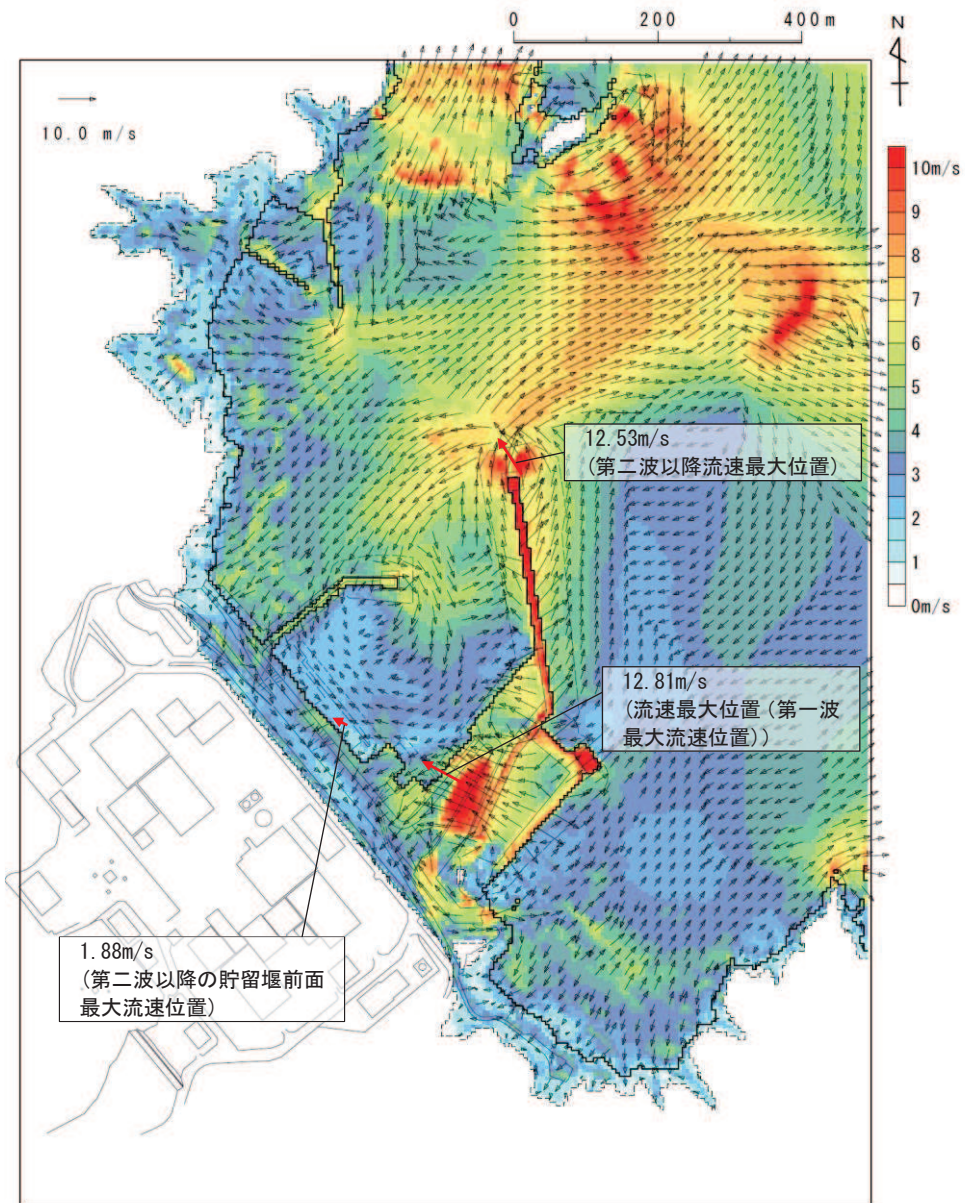 0 200 400m
N
10.0 m/s
10m/s
9
8
7
6
5
4
3
2
1
0m/s
12.53m/s
(第二波以降流速最大位置)
12.81m/s
(流速最大位置(第一波
最大流速位置))
1.88m/s
(第二波以降の貯留堰前面
最大流速位置)